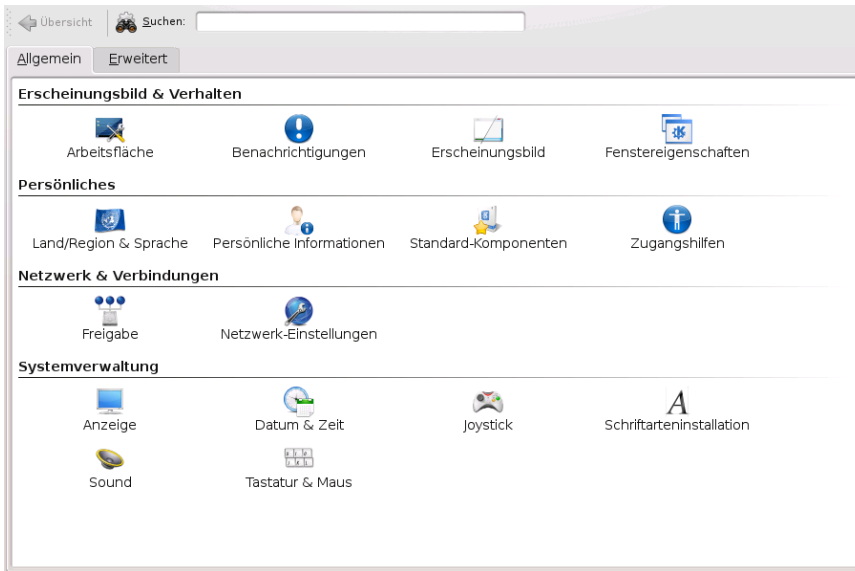 Übersicht Suchen:
Allgemein Erweitert
Erscheinungsbild & Verhalten
Arbeitsfläche Benachrichtigungen Erscheinungsbild Fenstereigenschaften
Persönliches
Land/Region & Sprache Persönliche Informationen Standard-Komponenten Zugangshilfen
Netzwerk & Verbindungen
Freigabe Netzwerk-Einstellungen
Systemverwaltung
Anzeige Datum & Zeit Joystick Schriftarteninstallation
Sound Tastatur & Maus